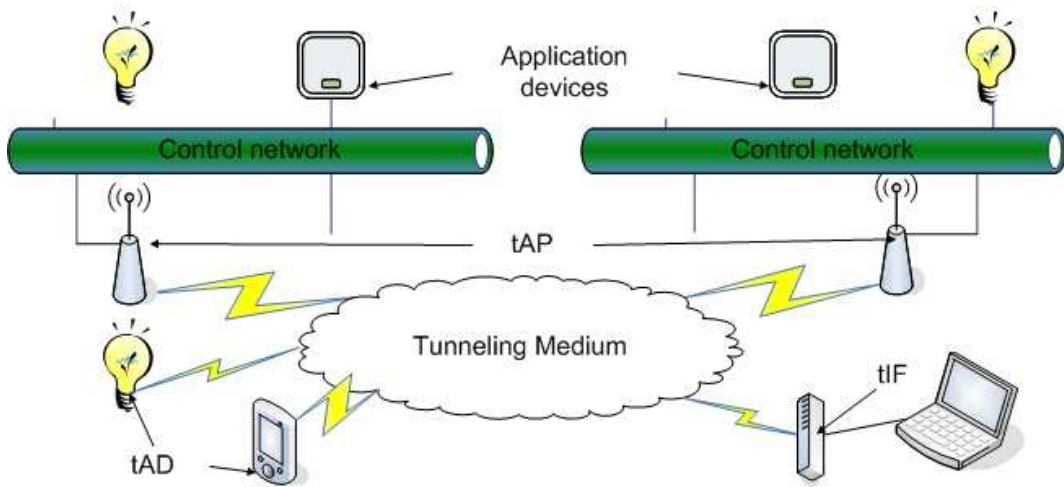 Application
devices
Control network
Control network
tAP
Tunneling Medium
tIF
tAD